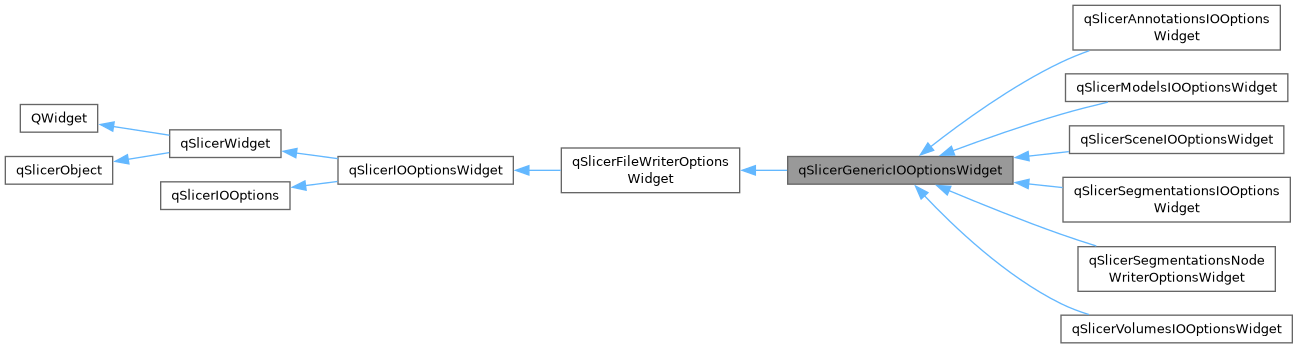 QWidget
qSlicerObject
qSlicerWidget
qSlicerIOOptions
qSlicerIOOptionsWidget
qSlicerFileWriterOptions
Widget
qSlicerGenericIOOptionsWidget
qSlicerAnnotationsIOOptions
Widget
qSlicerModelsIOOptionsWidget
qSlicerSceneIOOptionsWidget
qSlicerSegmentationsIOOptions
Widget
qSlicerSegmentationsNode
WriterOptionsWidget
qSlicerVolumesIOOptionsWidget